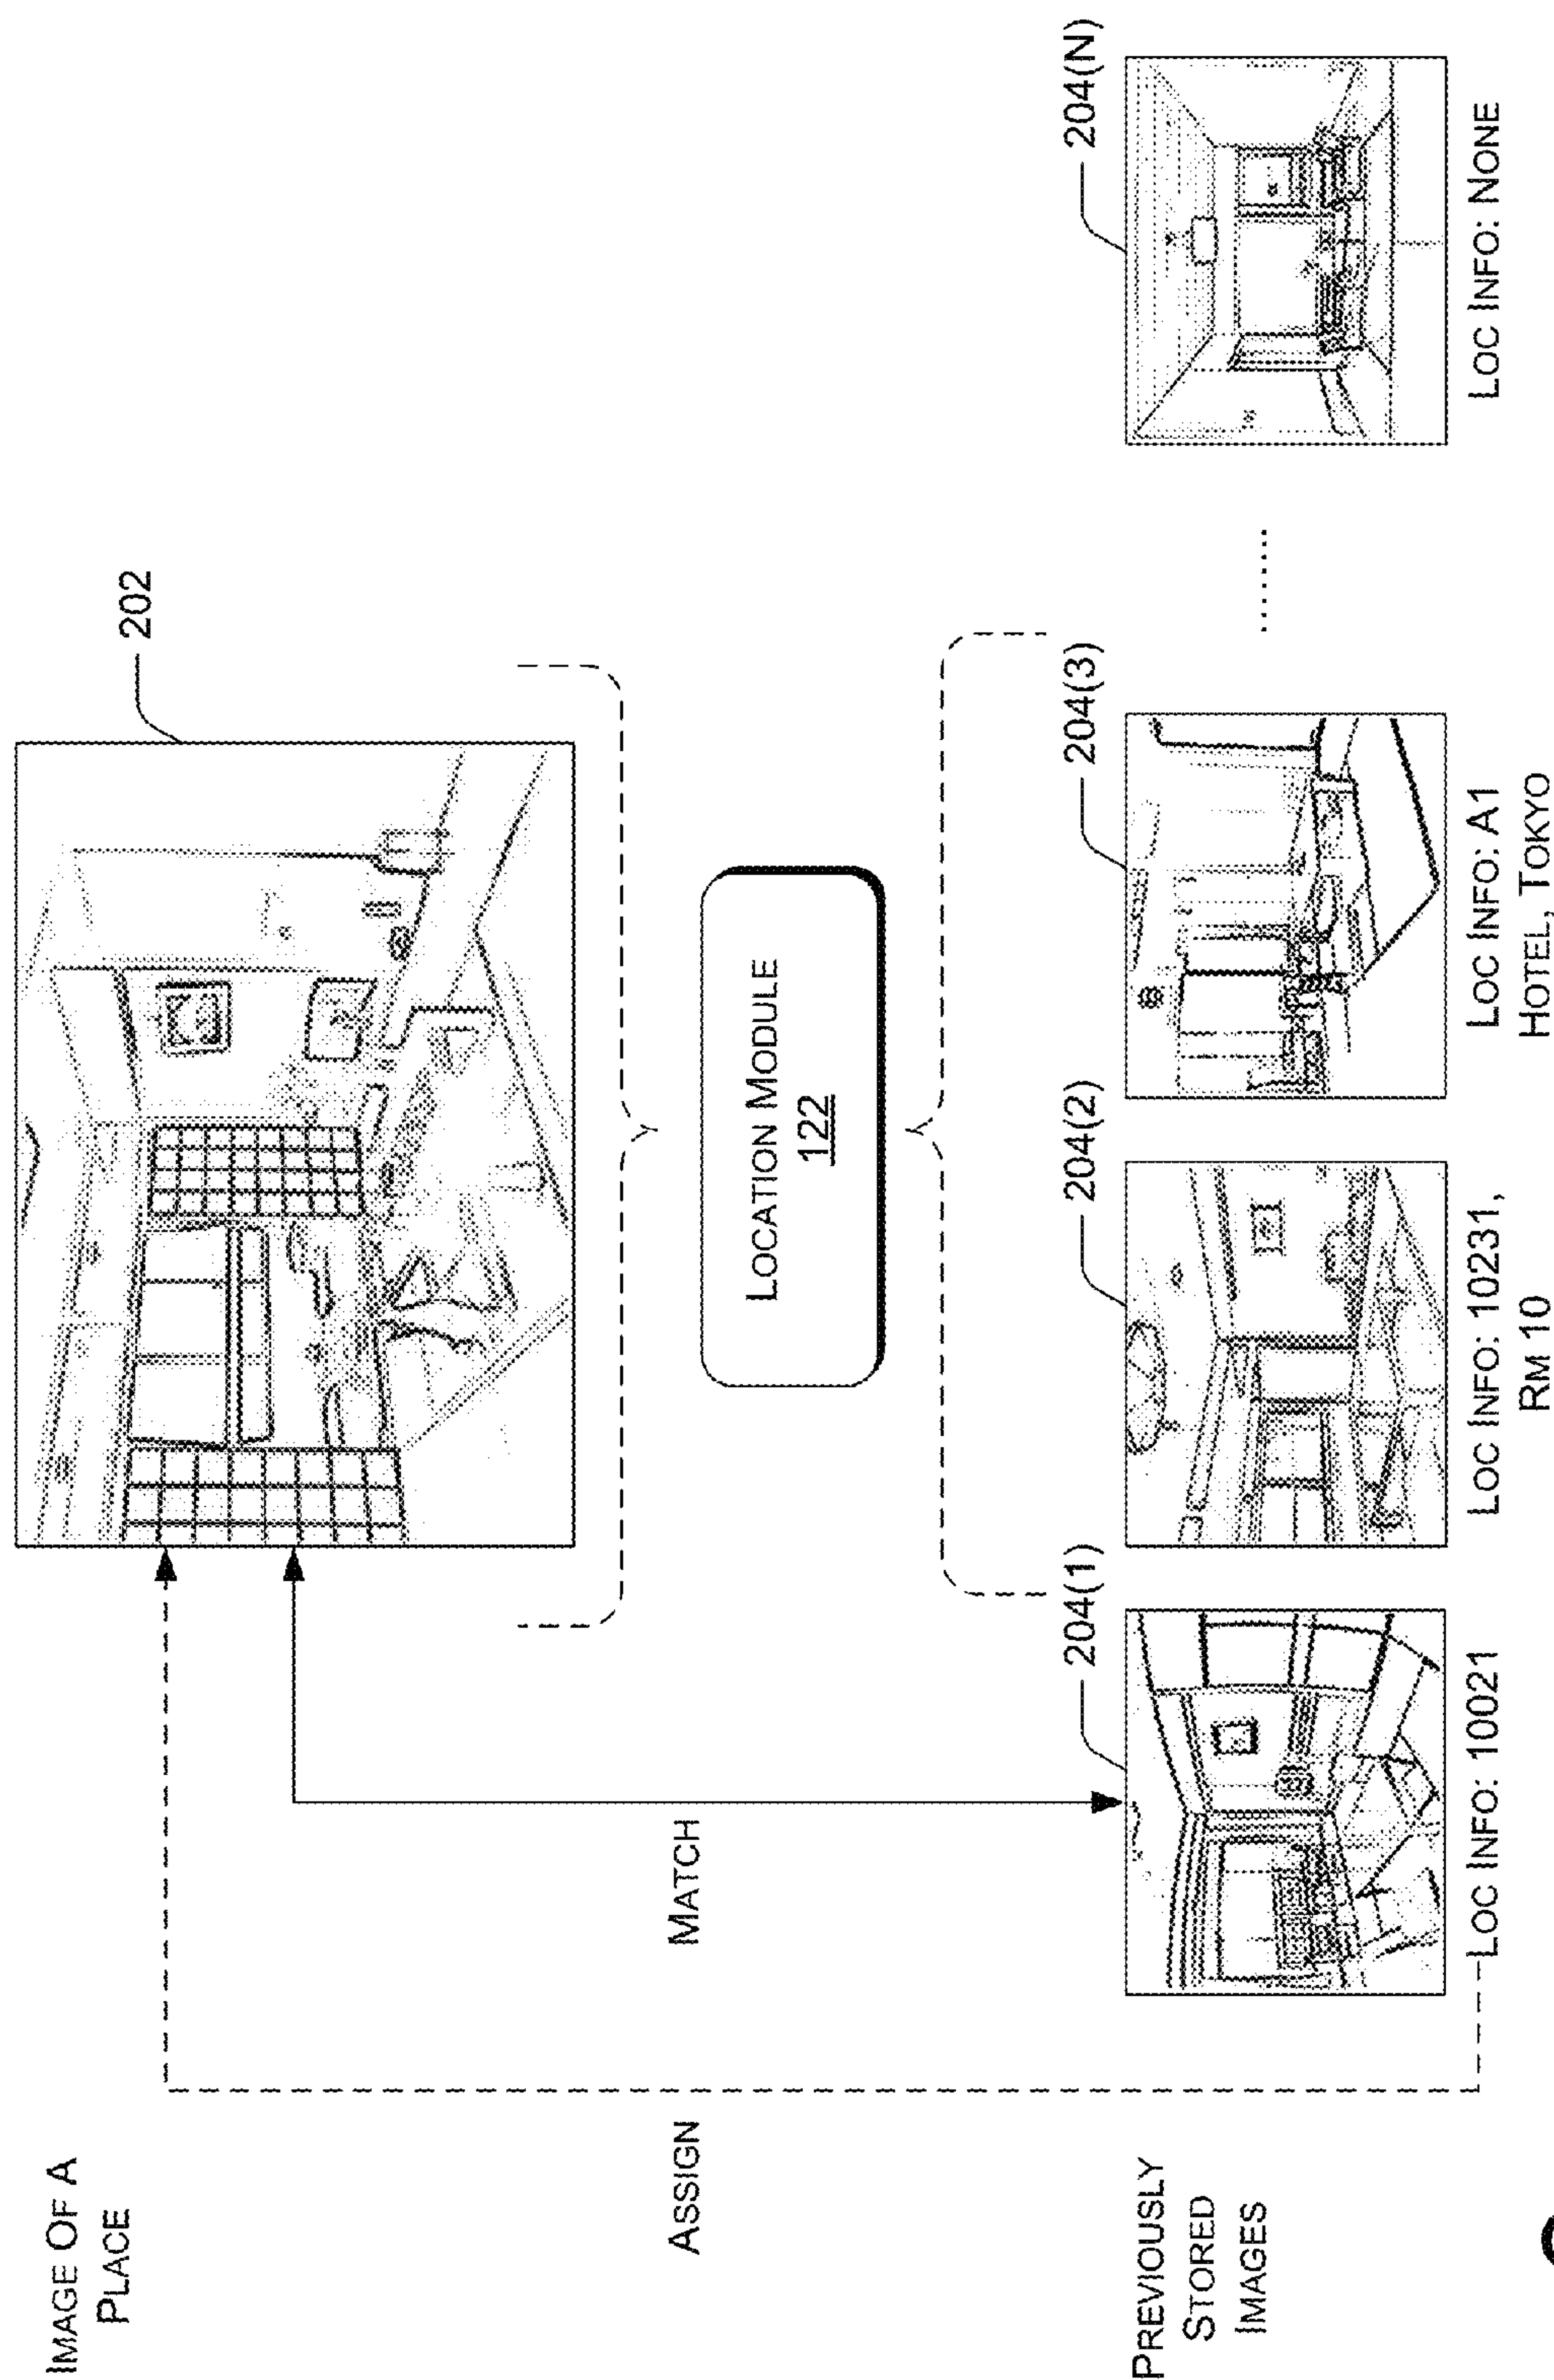 IMAGE OF A
PLACE
202
ASSIGN
MATCH
LOCATION MODULE
122
PREVIOUSLY
STORED
IMAGES
204(1)
204(2)
204(3)
204(N)
LOC INFO: 10021
LOC INFO: 10231,
RM 10
LOC INFO: A1
HOTEL, TOKYO
.......
LOC INFO: NONE